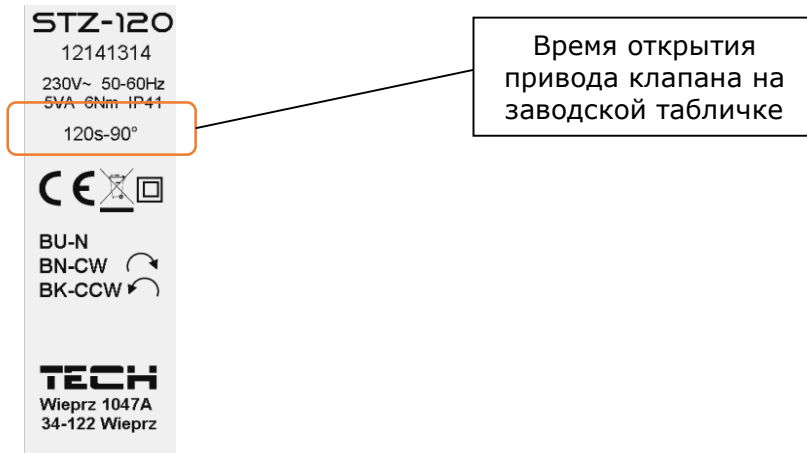 STZ-120
12141314
230V~ 50-60Hz
5VA 6Nm IP41
120s-90°
CE
BU-N
BN-CW
BK-CCW
TECH
Wieprz 1047A
34-122 Wieprz
Время открытия
привода клапана на
заводской табличке